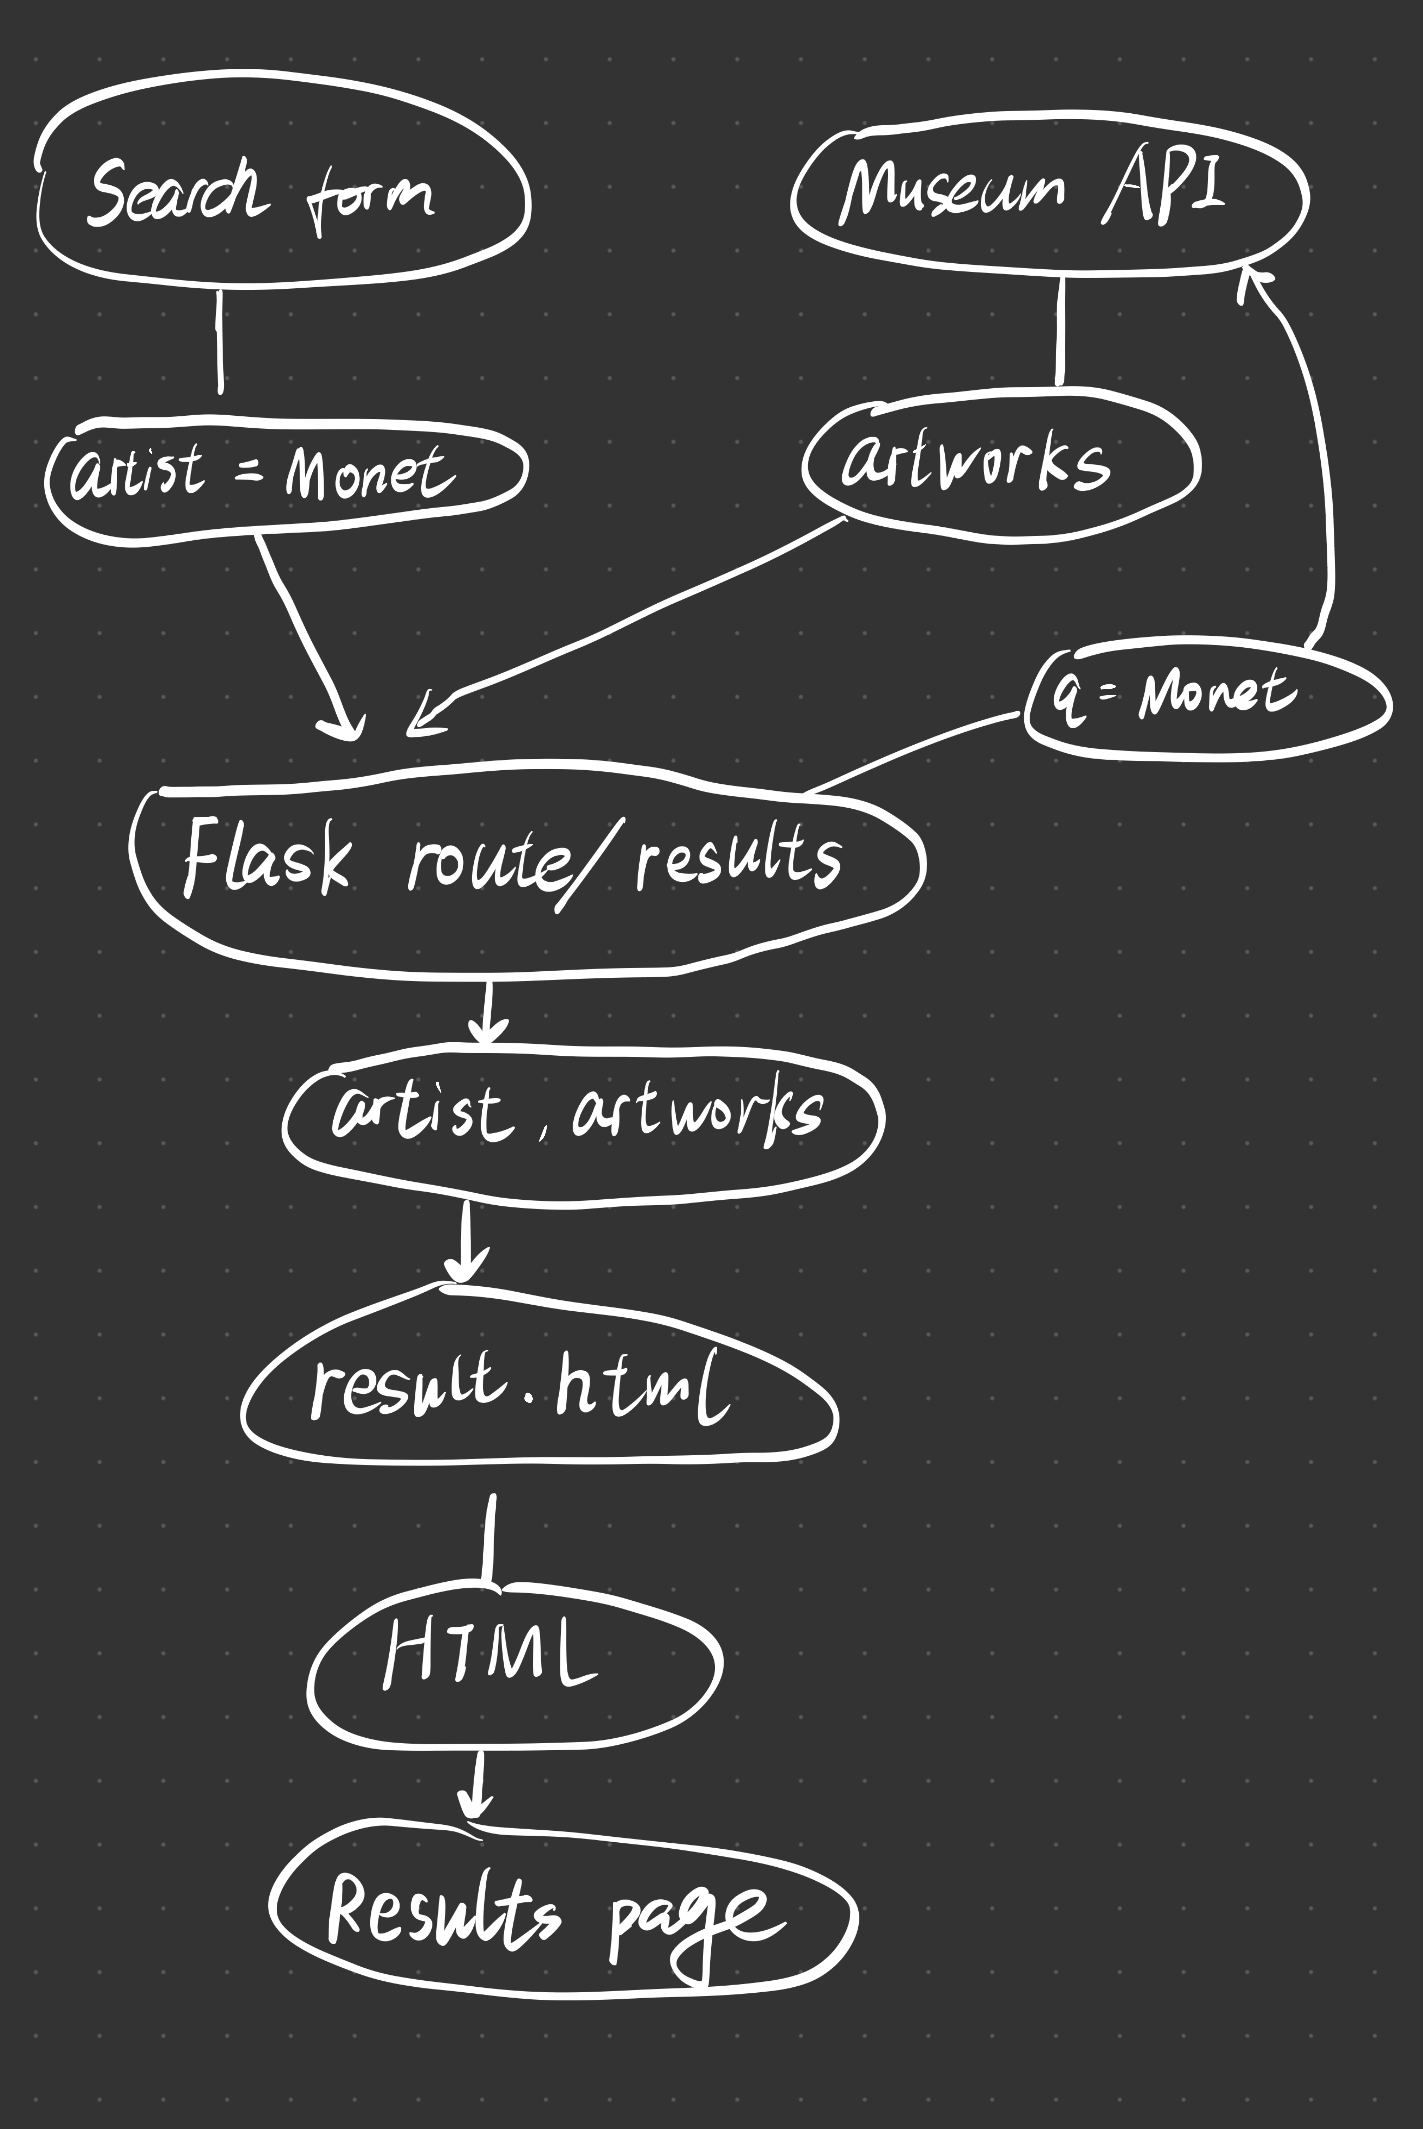 Search form
Museum API
artist = Monet
artworks
q = Monet
Flask route/results
artist, artworks
result.html
HTML
Results page